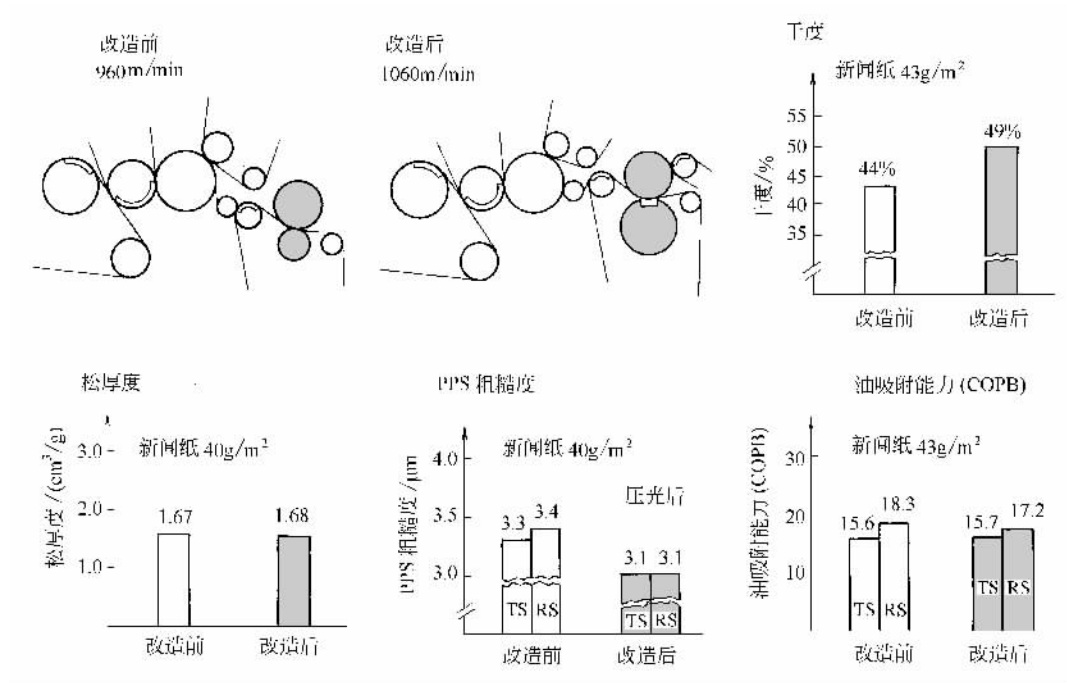 改造前
960m/min
改造后
1060m/min
干度
新闻纸 43g/m²
干度/%
55
50
45
40
35
44%
49%
改造前
改造后
松厚度
新闻纸 40g/m²
松厚度/(cm³/g)
3.0
2.0
1.0
1.67
1.68
改造前
改造后
PPS 粗糙度
新闻纸 40g/m²
PPS 粗糙度/μm
4.0
3.5
3.0
压光后
3.3
3.4
3.1
3.1
TS
RS
TS
RS
改造前
改造后
油吸附能力 (COPB)
新闻纸 43g/m²
油吸附能力 (COPB)
30
20
10
15.6
18.3
15.7
17.2
TS
RS
TS
RS
改造前
改造后